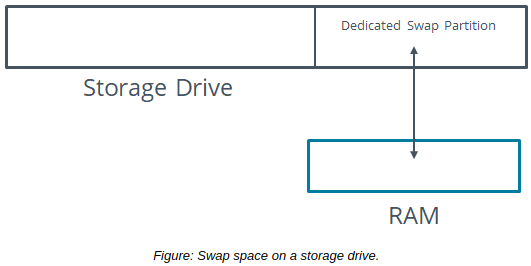 Dedicated Swap Partition
Storage Drive
RAM
Figure: Swap space on a storage drive.